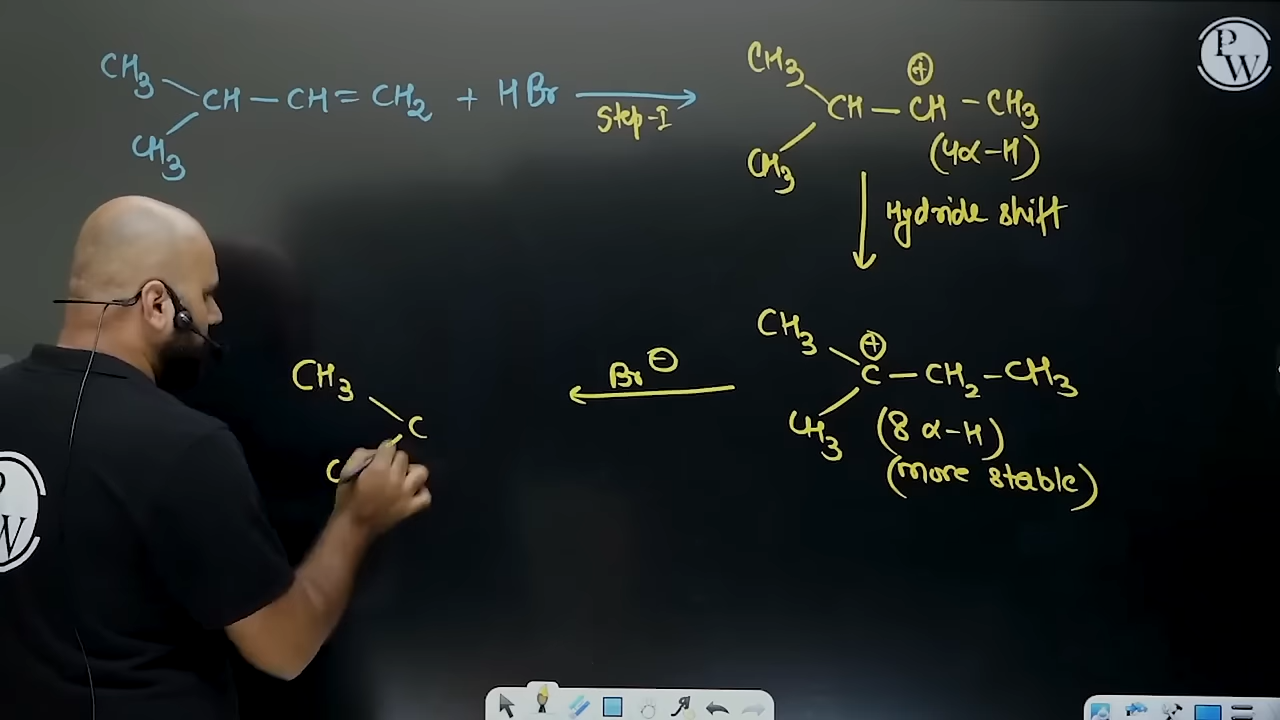 CH3
CH — CH = CH2 + HBr
CH3
Step-I
CH3
CH — CH — CH3
⊕
CH3
(4α-H)
Hydride shift
CH3
⊕
C — CH2 — CH3
CH3
(8 α-H)
(more stable)
Br⊖
CH3
C
C
PW
PW